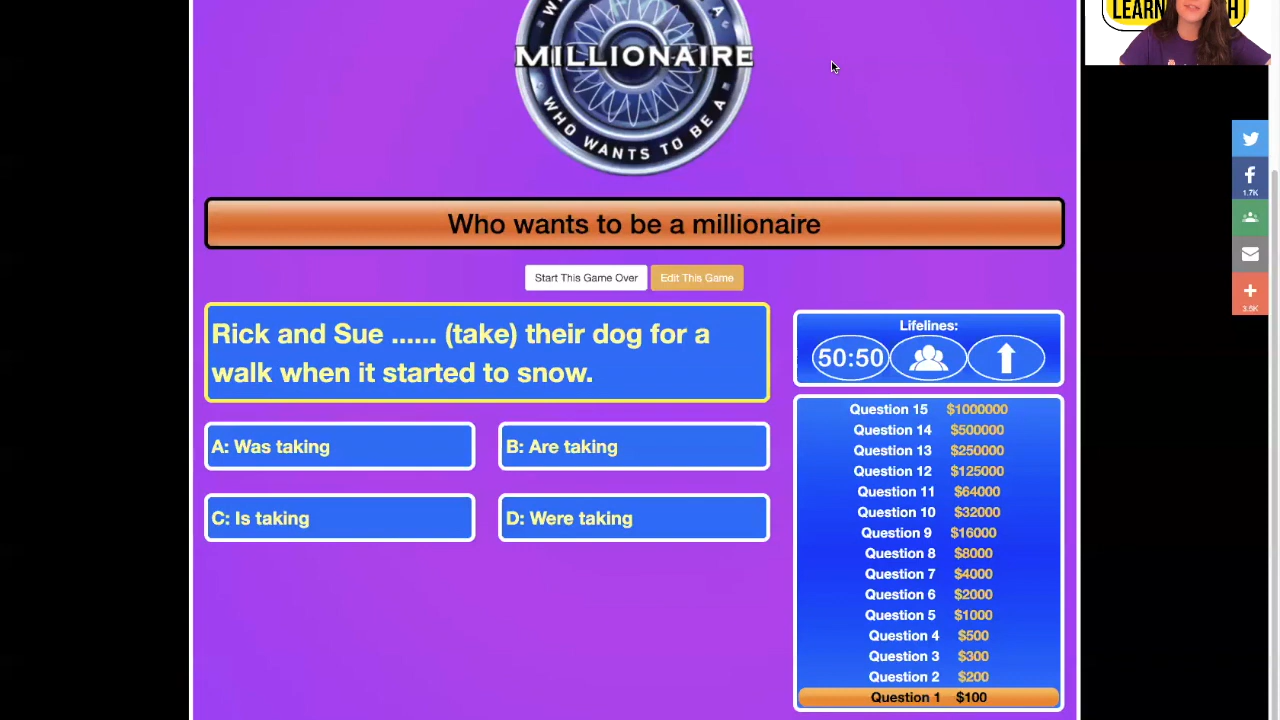 LEARN
H
MILLIONAIRE
WHO WANTS TO BE A
Who wants to be a millionaire
Start This Game Over
Edit This Game
Rick and Sue ...... (take) their dog for a
walk when it started to snow.
A: Was taking
B: Are taking
C: Is taking
D: Were taking
Lifelines:
50:50
Question 15 $1000000
Question 14 $500000
Question 13 $250000
Question 12 $125000
Question 11 $64000
Question 10 $32000
Question 9 $16000
Question 8 $8000
Question 7 $4000
Question 6 $2000
Question 5 $1000
Question 4 $500
Question 3 $300
Question 2 $200
Question 1 $100
1.7K
3.5K